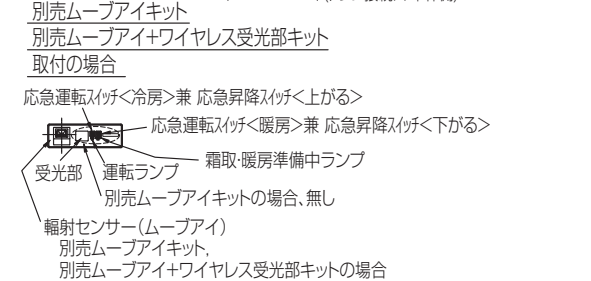 別売ムーブアイキット
別売ムーブアイ+ワイヤレス受光部キット
取付の場合
応急運転スイッチ<冷房>兼 応急昇降スイッチ<上がる>
応急運転スイッチ<暖房>兼 応急昇降スイッチ<下がる>
霜取・暖房準備中ランプ
受光部 運転ランプ
別売ムーブアイキットの場合、無し
輻射センサー(ムーブアイ)
別売ムーブアイキット,
別売ムーブアイ+ワイヤレス受光部キットの場合